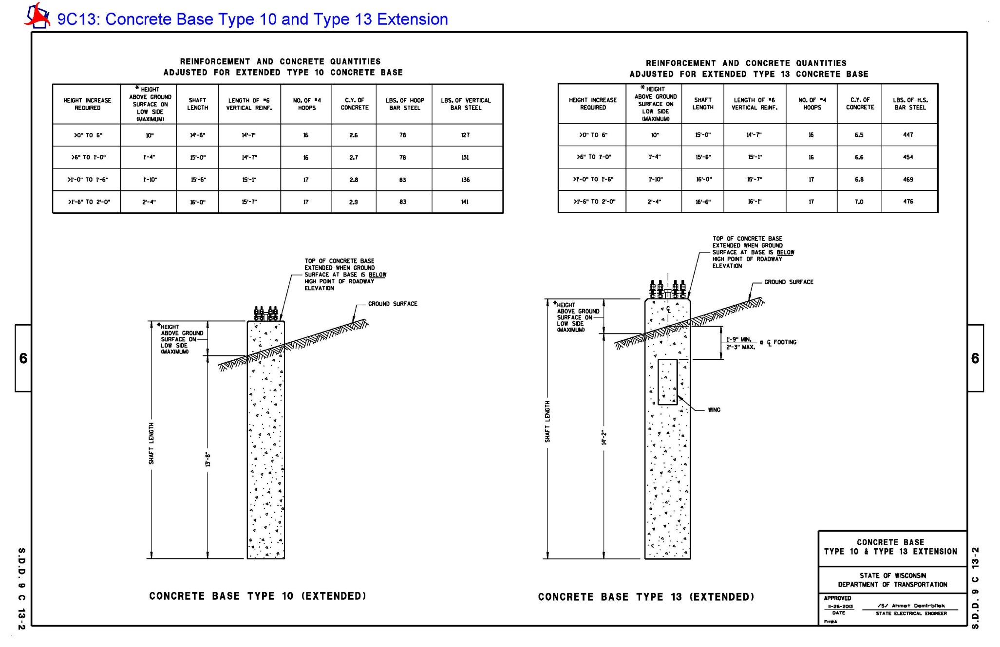 9C13: Concrete Base Type 10 and Type 13 Extension
REINFORCEMENT AND CONCRETE QUANTITIES
ADJUSTED FOR EXTENDED TYPE 10 CONCRETE BASE
HEIGHT INCREASE
REQUIRED
* HEIGHT
ABOVE GROUND
SURFACE ON
LOW SIDE
(MAXIMUM)
SHAFT
LENGTH
LENGTH OF #6
VERTICAL REINF.
NO. OF #4
HOOPS
C.Y. OF
CONCRETE
LBS. OF HOOP
BAR STEEL
LBS. OF VERTICAL
BAR STEEL
>0" TO 6" 10" 14'-6" 14'-1" 16 2.6 78 127
>6" TO 1'-0" 1'-4" 15'-0" 14'-7" 16 2.7 78 131
>1'-0" TO 1'-6" 1'-10" 15'-6" 15'-1" 17 2.8 83 136
>1'-6" TO 2'-0" 2'-4" 16'-0" 15'-7" 17 2.9 83 141
REINFORCEMENT AND CONCRETE QUANTITIES
ADJUSTED FOR EXTENDED TYPE 13 CONCRETE BASE
HEIGHT INCREASE
REQUIRED
* HEIGHT
ABOVE GROUND
SURFACE ON
LOW SIDE
(MAXIMUM)
SHAFT
LENGTH
LENGTH OF #6
VERTICAL REINF.
NO. OF #4
HOOPS
C.Y. OF
CONCRETE
LBS. OF H.S.
BAR STEEL
>0" TO 6" 10" 15'-0" 14'-7" 16 6.5 447
>6" TO 1'-0" 1'-4" 15'-6" 15'-1" 16 6.6 454
>1'-0" TO 1'-6" 1'-10" 16'-0" 15'-7" 17 6.8 469
>1'-6" TO 2'-0" 2'-4" 16'-6" 16'-1" 17 7.0 476
TOP OF CONCRETE BASE
EXTENDED WHEN GROUND
SURFACE AT BASE IS BELOW
HIGH POINT OF ROADWAY
ELEVATION
GROUND SURFACE
*HEIGHT
ABOVE GROUND
SURFACE ON
LOW SIDE
(MAXIMUM)
SHAFT LENGTH
13'-8"
CONCRETE BASE TYPE 10 (EXTENDED)
TOP OF CONCRETE BASE
EXTENDED WHEN GROUND
SURFACE AT BASE IS BELOW
HIGH POINT OF ROADWAY
ELEVATION
GROUND SURFACE
℄
*HEIGHT
ABOVE GROUND
SURFACE ON
LOW SIDE
(MAXIMUM)
1'-9" MIN.
2'-3" MAX.
@ ℄ FOOTING
WING
SHAFT LENGTH
14'-2"
CONCRETE BASE TYPE 13 (EXTENDED)
6
6
S.D.D. 9 C 13-2
S.D.D. 9 C 13-2
CONCRETE BASE
TYPE 10 & TYPE 13 EXTENSION
STATE OF WISCONSIN
DEPARTMENT OF TRANSPORTATION
APPROVED
11-26-2013 /S/ Ahmet Demirbilek
DATE STATE ELECTRICAL ENGINEER
FHWA